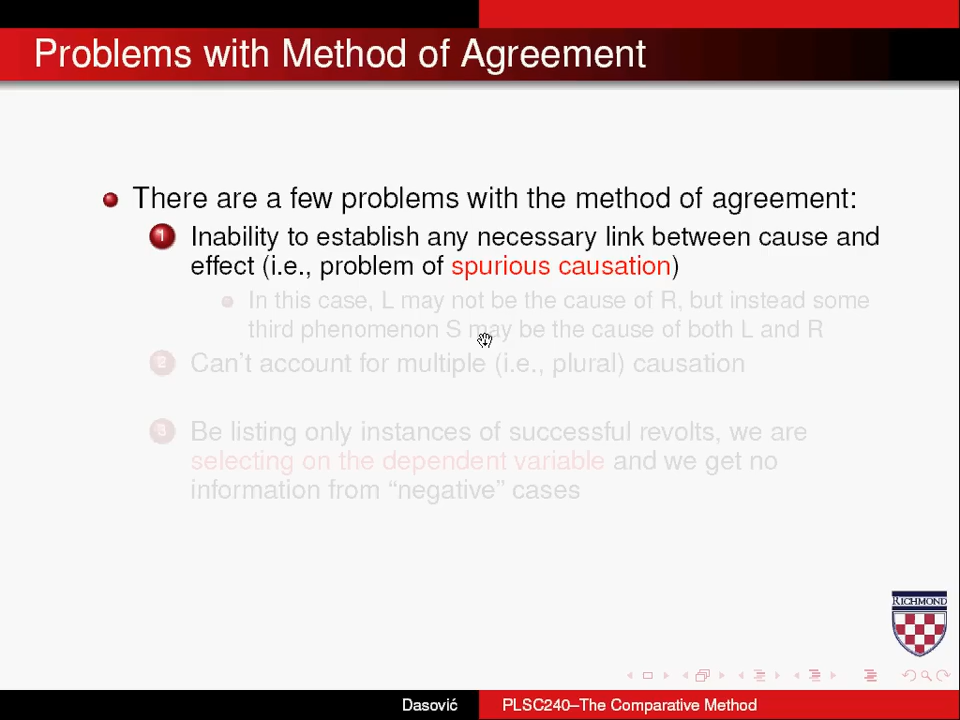 Problems with Method of Agreement
There are a few problems with the method of agreement:
1 Inability to establish any necessary link between cause and
effect (i.e., problem of spurious causation)
In this case, L may not be the cause of R, but instead some
third phenomenon S may be the cause of both L and R
2 Can't account for multiple (i.e., plural) causation
3 Be listing only instances of successful revolts, we are
selecting on the dependent variable and we get no
information from “negative” cases
RICHMOND
Dasović
PLSC240–The Comparative Method